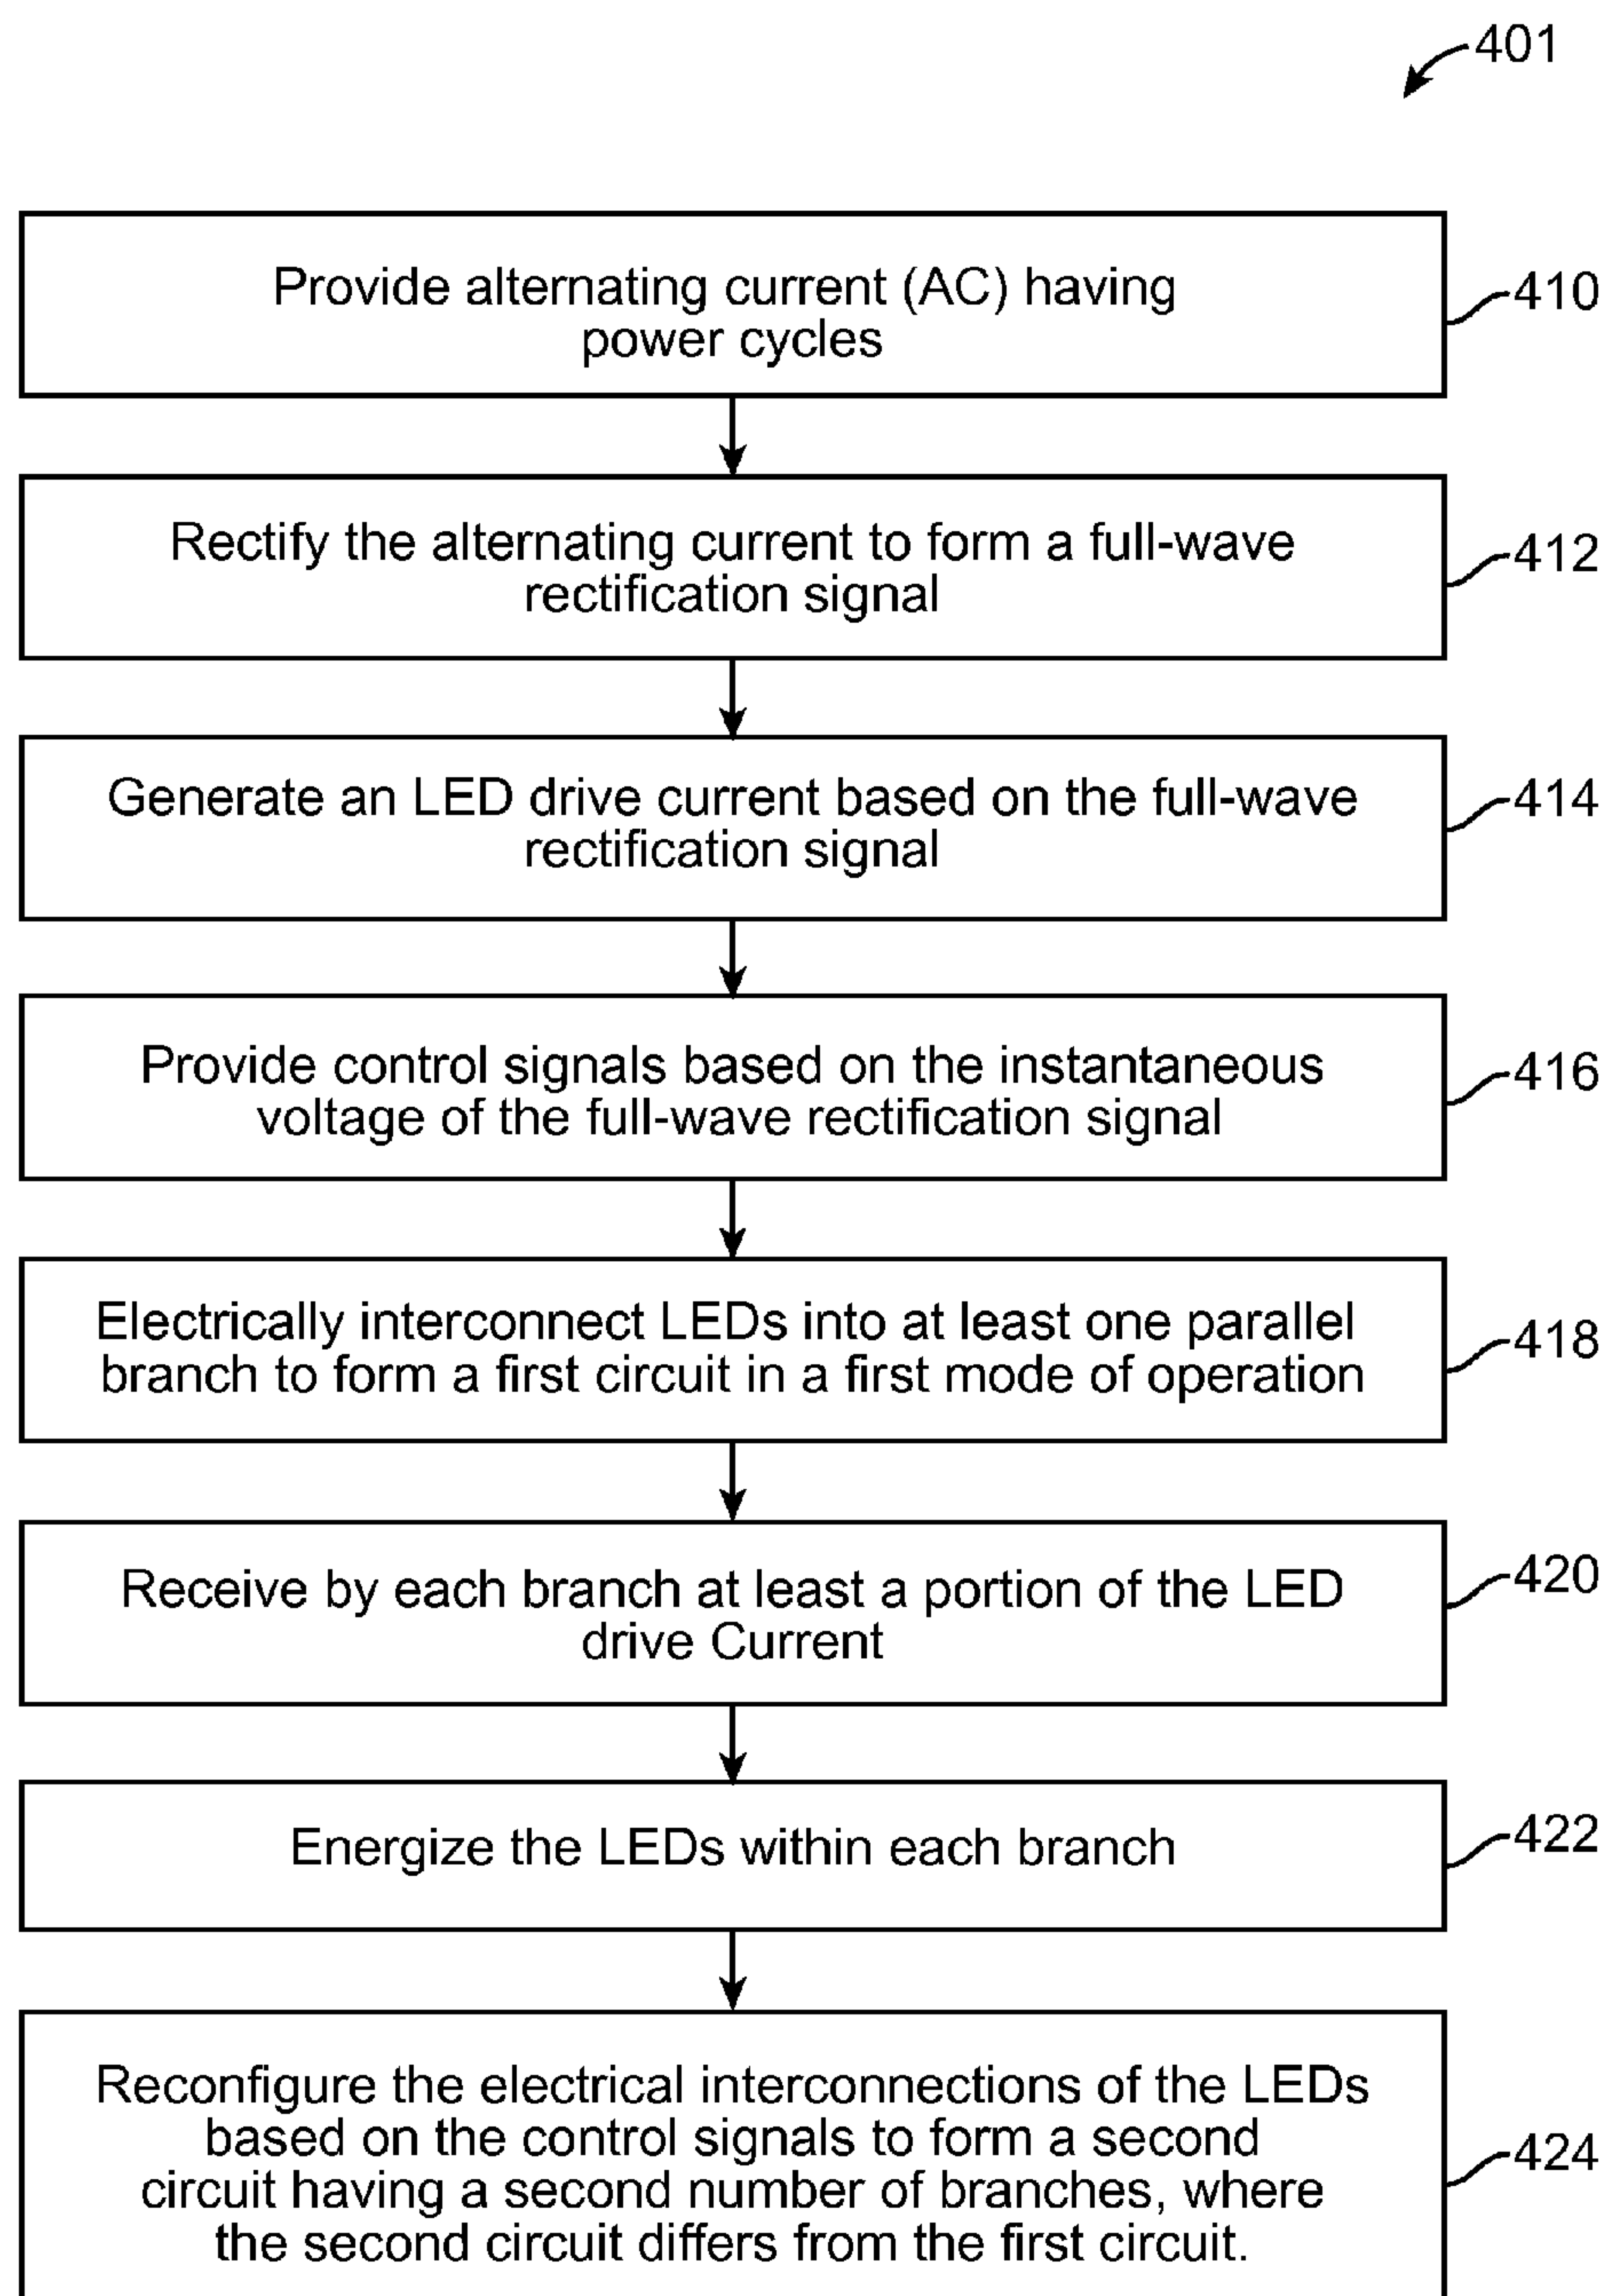 401
Provide alternating current (AC) having
power cycles
410
Rectify the alternating current to form a full-wave
rectification signal
412
Generate an LED drive current based on the full-wave
rectification signal
414
Provide control signals based on the instantaneous
voltage of the full-wave rectification signal
416
Electrically interconnect LEDs into at least one parallel
branch to form a first circuit in a first mode of operation
418
Receive by each branch at least a portion of the LED
drive Current
420
Energize the LEDs within each branch
422
Reconfigure the electrical interconnections of the LEDs
based on the control signals to form a second
circuit having a second number of branches, where
the second circuit differs from the first circuit.
424